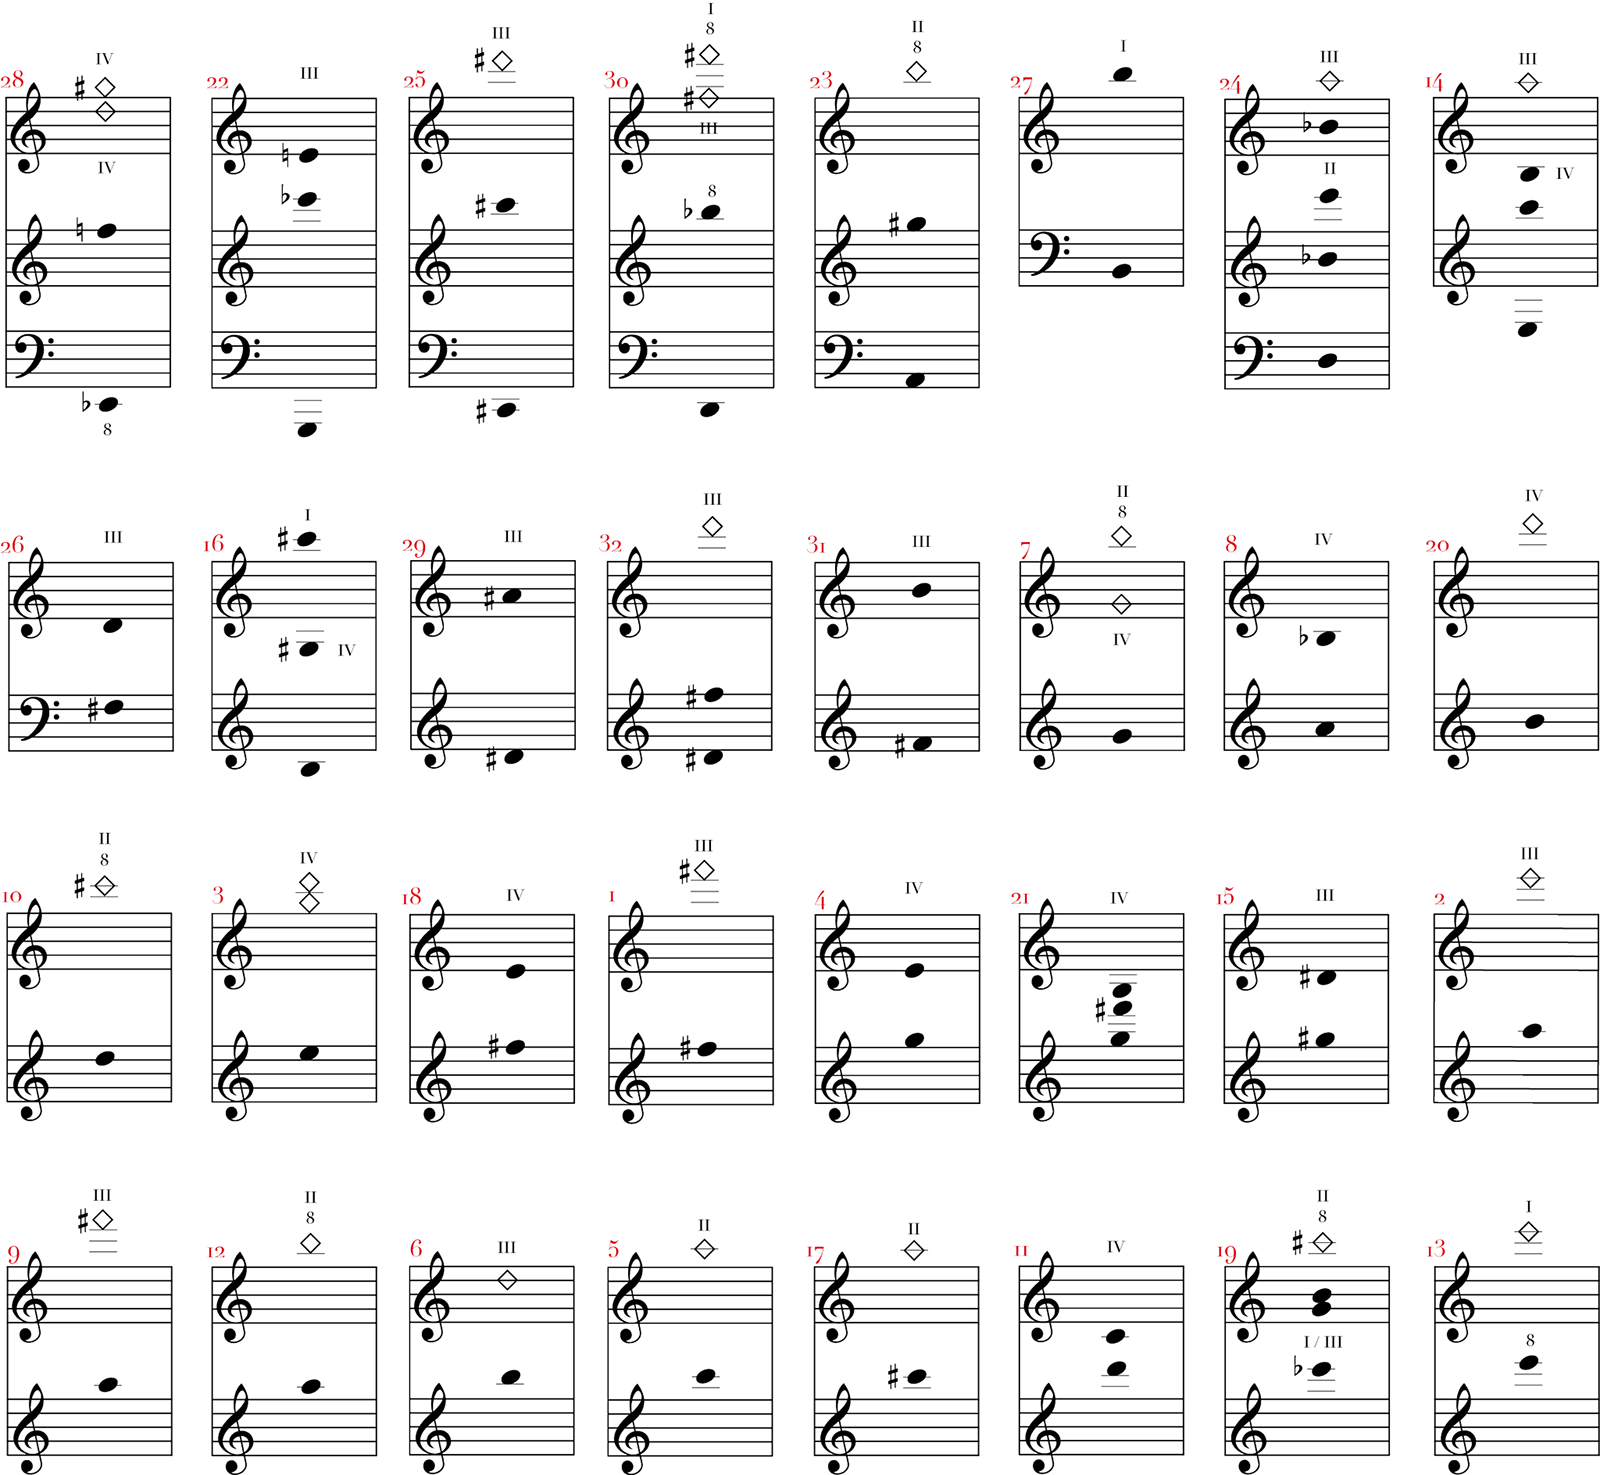 I
IV III III 8 II 8 I III III
28 22 25 30 23 27 24 14
III
IV 8 II IV
8
III I III III III II 8 IV IV
26 16 29 32 31 7 8 20
IV IV
II 8 IV IV III IV IV III III
10 3 18 1 4 21 15 2
III II 8 III II II IV II 8 I
9 12 6 5 17 11 19 13
I / III 8